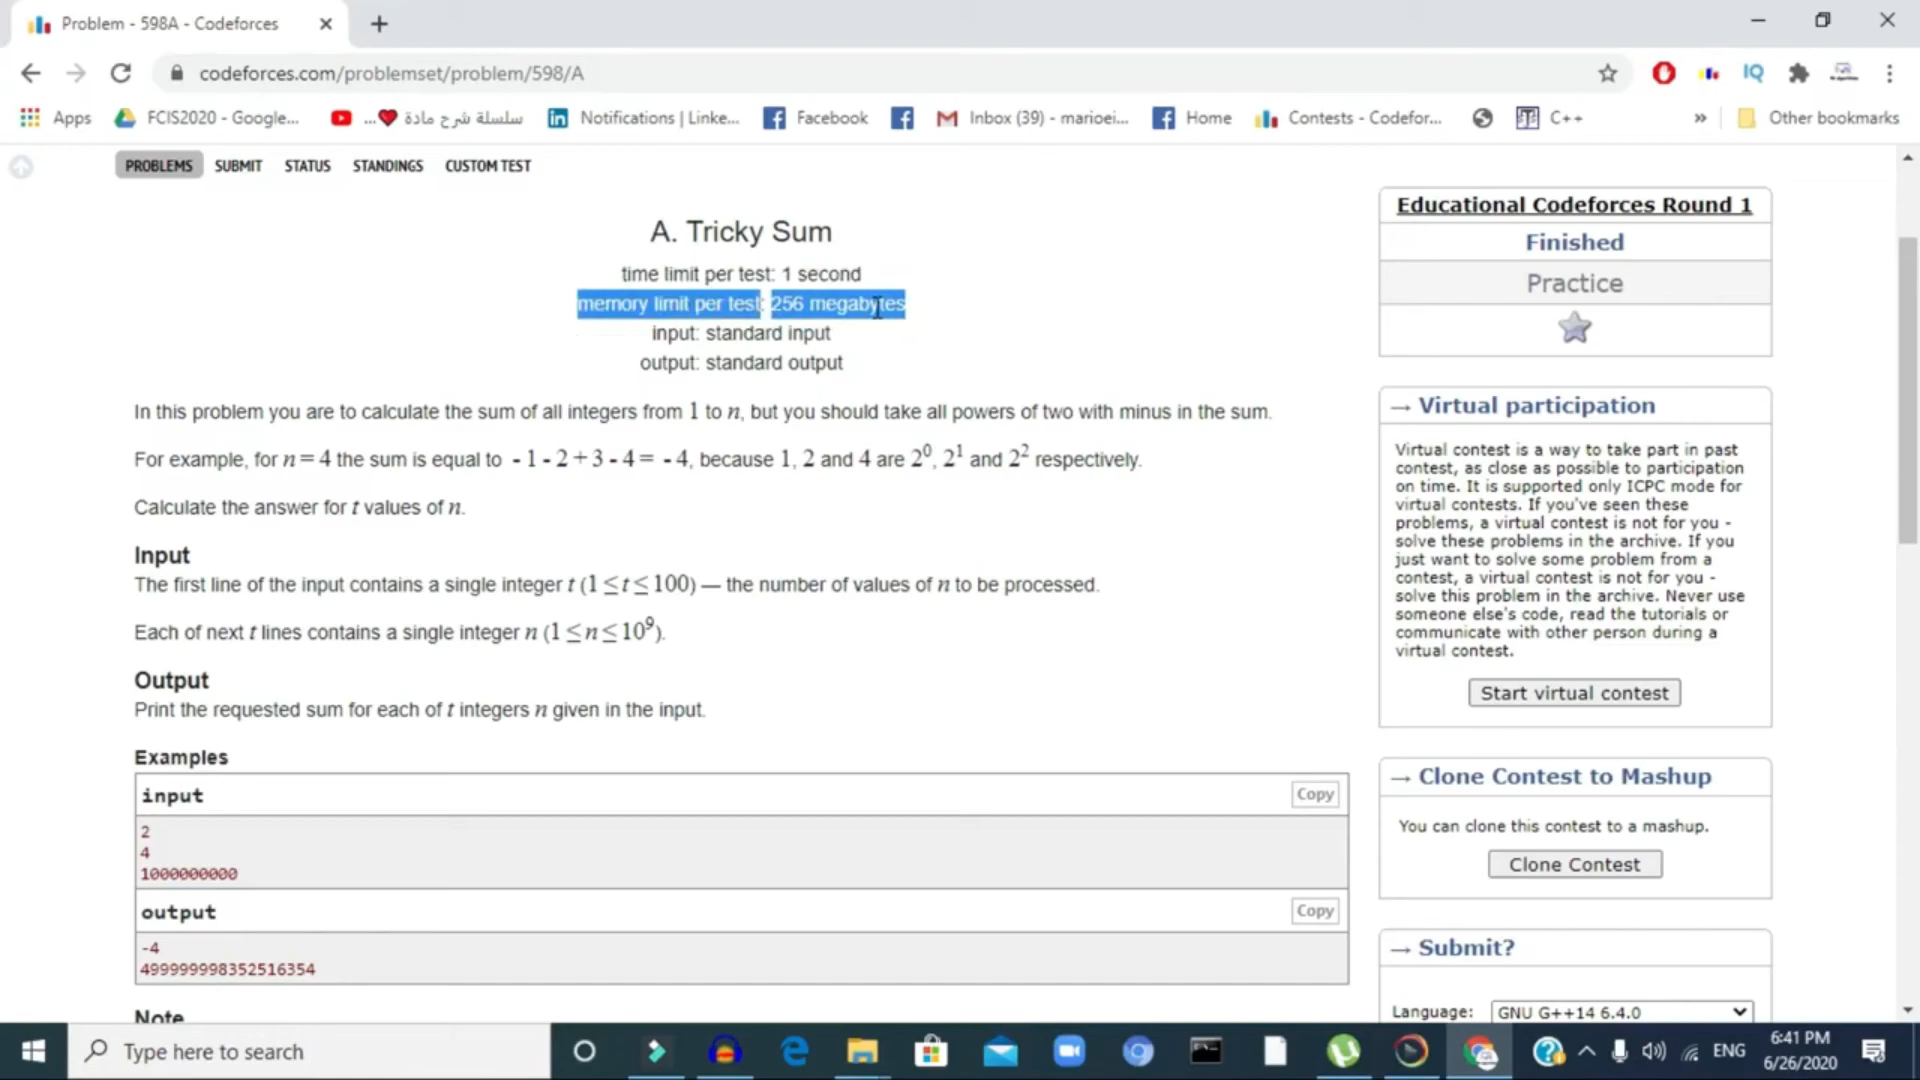 Problem - 598A - Codeforces
codeforces.com/problemset/problem/598/A
IQ
Apps
FCIS2020 - Google...
سلسلة شرح مادة ❤...
Notifications | Linke...
Facebook
Inbox (39) - marioei...
Home
Contests - Codefor...
C++
»
Other bookmarks
PROBLEMS SUBMIT STATUS STANDINGS CUSTOM TEST
A. Tricky Sum
time limit per test: 1 second
memory limit per test: 256 megabytes
input: standard input
output: standard output
In this problem you are to calculate the sum of all integers from 1 to n, but you should take all powers of two with minus in the sum.
For example, for n = 4 the sum is equal to - 1 - 2 + 3 - 4 = - 4, because 1, 2 and 4 are 2⁰, 2¹ and 2² respectively.
Calculate the answer for t values of n.
Input
The first line of the input contains a single integer t (1 ≤ t ≤ 100) — the number of values of n to be processed.
Each of next t lines contains a single integer n (1 ≤ n ≤ 10⁹).
Output
Print the requested sum for each of t integers n given in the input.
Examples
input
Copy
2
4
1000000000
output
Copy
-4
499999998352516354
Note
Educational Codeforces Round 1
Finished
Practice
→ Virtual participation
Virtual contest is a way to take part in past
contest, as close as possible to participation
on time. It is supported only ICPC mode for
virtual contests. If you've seen these
problems, a virtual contest is not for you -
solve these problems in the archive. If you
just want to solve some problem from a
contest, a virtual contest is not for you -
solve this problem in the archive. Never use
someone else's code, read the tutorials or
communicate with other person during a
virtual contest.
Start virtual contest
→ Clone Contest to Mashup
You can clone this contest to a mashup.
Clone Contest
→ Submit?
Language: GNU G++14 6.4.0
Type here to search
ENG
6:41 PM
6/26/2020